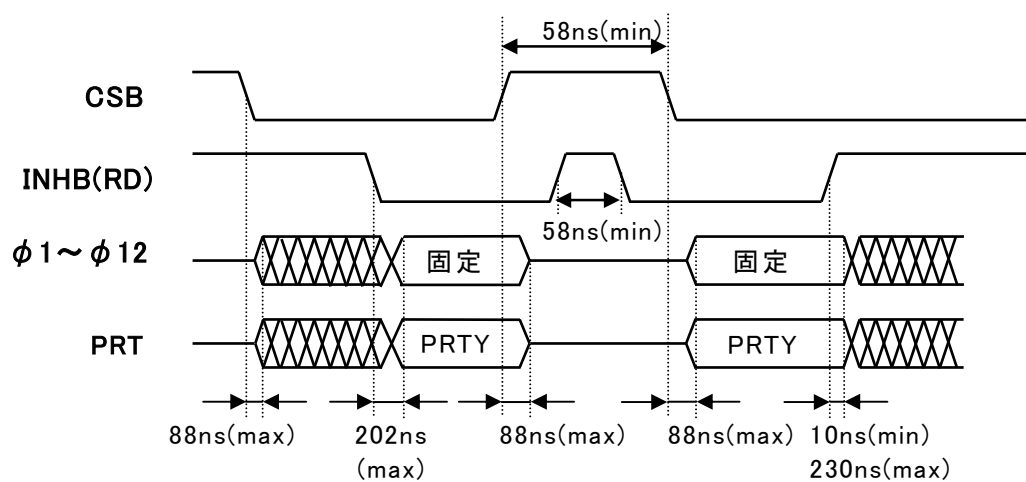 58ns(min)
CSB
INHB(RD)
58ns(min)
φ1～φ12
固定
固定
PRT
PRTY
PRTY
88ns(max)
202ns
(max)
88ns(max)
88ns(max)
10ns(min)
230ns(max)